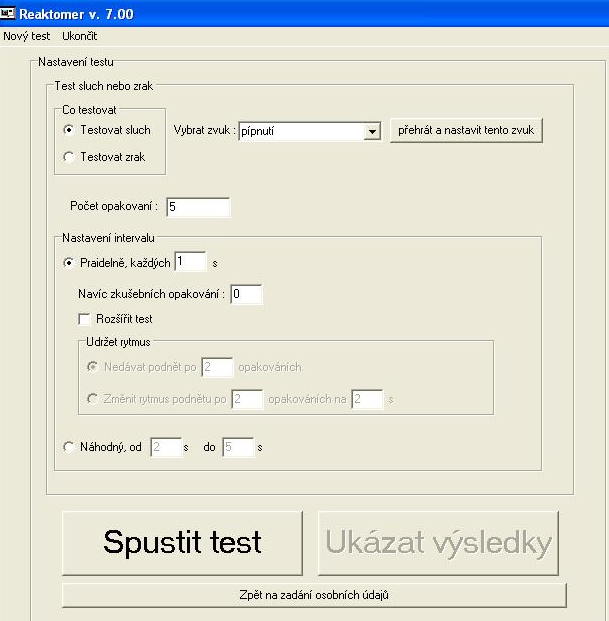 Reaktomer v. 7.00
Nový test Ukončit
Nastavení testu
Test sluch nebo zrak
Co testovat
Testovat sluch
Vybrat zvuk : pípnutí
přehrát a nastavit tento zvuk
Testovat zrak
Počet opakovaní : 5
Nastavení intervalu
Praidelně, každých 1 s
Navíc zkušebních opakování : 0
Rozšířit test
Udržet rytmus
Nedávat podnět po 2 opakováních.
Změnit rytmus podnětu po 2 opakováních na 2 s
Náhodný, od 2 s do 5 s
Spustit test
Ukázat výsledky
Zpět na zadání osobních údajů